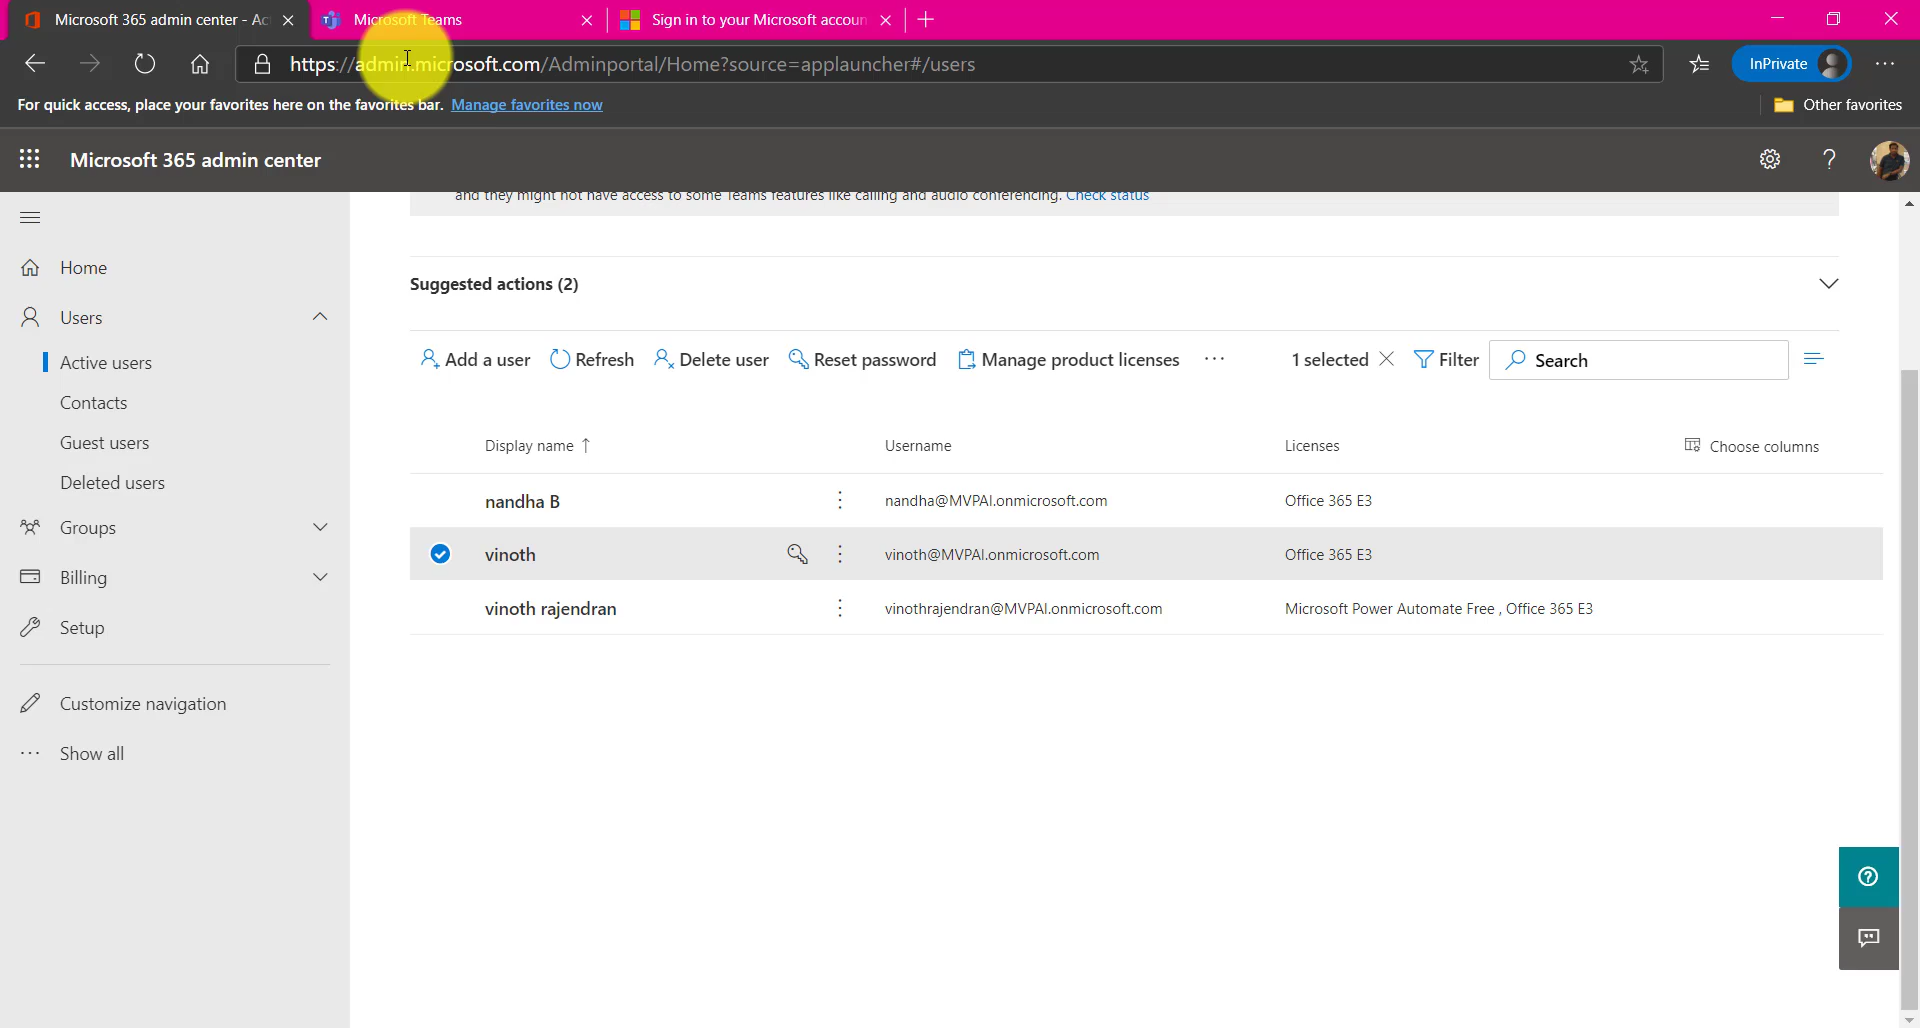 Microsoft 365 admin center - Ac
Microsoft Teams
Sign in to your Microsoft accoun
https://admin.microsoft.com/Adminportal/Home?source=applauncher#/users
InPrivate
For quick access, place your favorites here on the favorites bar. Manage favorites now
Other favorites
Microsoft 365 admin center
?
and they might not have access to some Teams features like calling and audio conferencing. Check status
Home
Suggested actions (2)
Users
Active users
Add a user
Refresh
Delete user
Reset password
Manage product licenses
1 selected
Filter
Search
Contacts
Guest users
Deleted users
Display name ↑
Username
Licenses
Choose columns
nandha B
nandha@MVPAI.onmicrosoft.com
Office 365 E3
Groups
vinoth
vinoth@MVPAI.onmicrosoft.com
Office 365 E3
Billing
vinoth rajendran
vinothrajendran@MVPAI.onmicrosoft.com
Microsoft Power Automate Free , Office 365 E3
Setup
Customize navigation
Show all